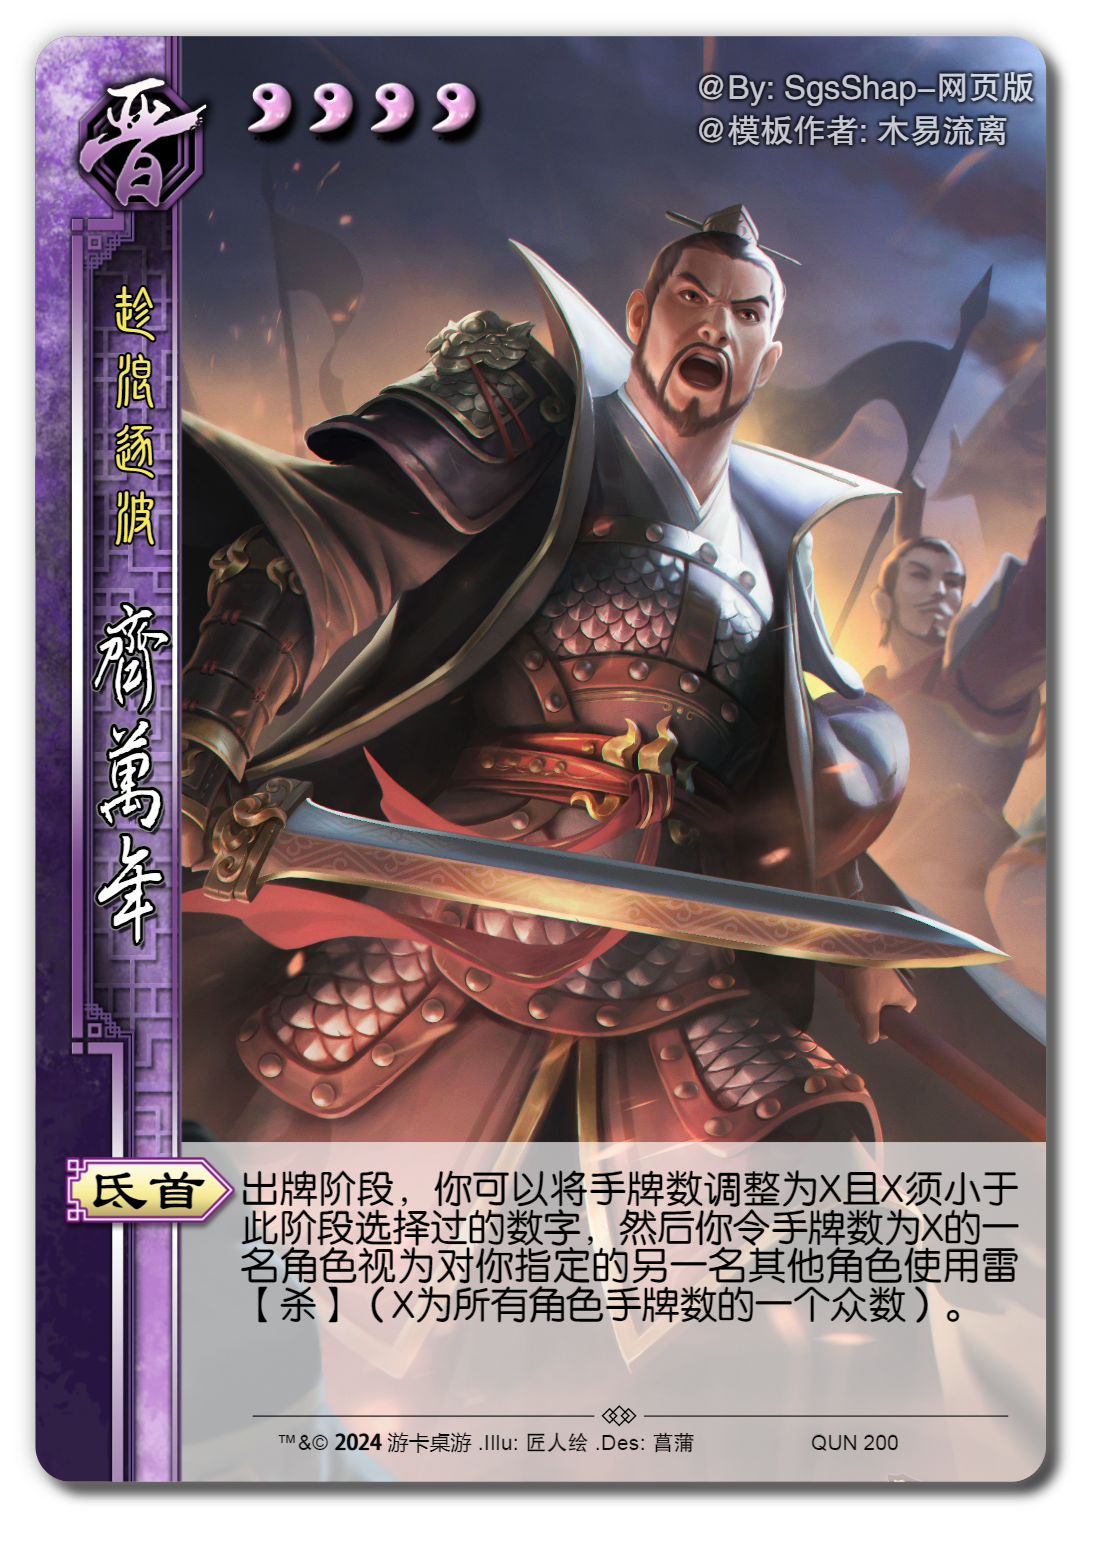 晋
@By: SgsShap-网页版
@模板作者: 木易流离
趁浪逐波
齊萬年
氐首
出牌阶段，你可以将手牌数调整为X且X须小于
此阶段选择过的数字，然后你令手牌数为X的一
名角色视为对你指定的另一名其他角色使用雷
【杀】（X为所有角色手牌数的一个众数）。
™&© 2024 游卡桌游 .Illu: 匠人绘 .Des: 菖蒲
QUN 200